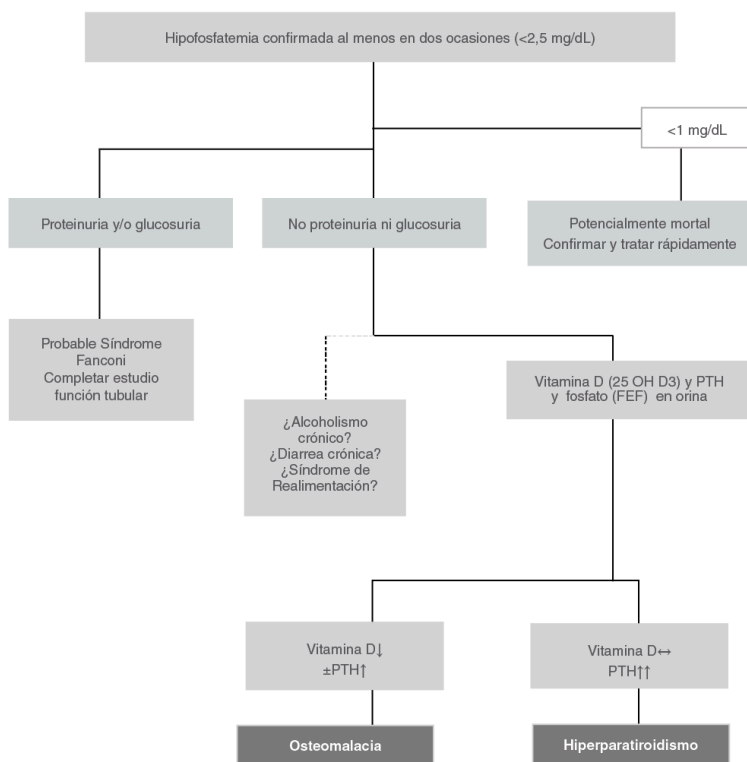 Hipofosfatemia confirmada al menos en dos ocasiones (<2,5 mg/dL)
<1 mg/dL
Proteinuria y/o glucosuria
No proteinuria ni glucosuria
Potencialmente mortal
Confirmar y tratar rápidamente
Probable Síndrome
Fanconi
Completar estudio
función tubular
¿Alcoholismo
crónico?
¿Diarrea crónica?
¿Síndrome de
Realimentación?
Vitamina D (25 OH D3) y PTH
y fosfato (FEF) en orina
Vitamina D↓
±PTH↑
Vitamina D↔
PTH↑↑
Osteomalacia
Hiperparatiroidismo